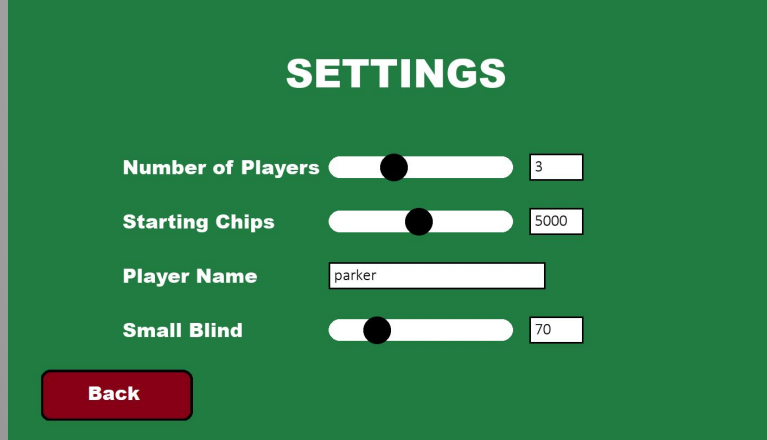 SETTINGS
Number of Players 3
Starting Chips 5000
Player Name parker
Small Blind 70
Back